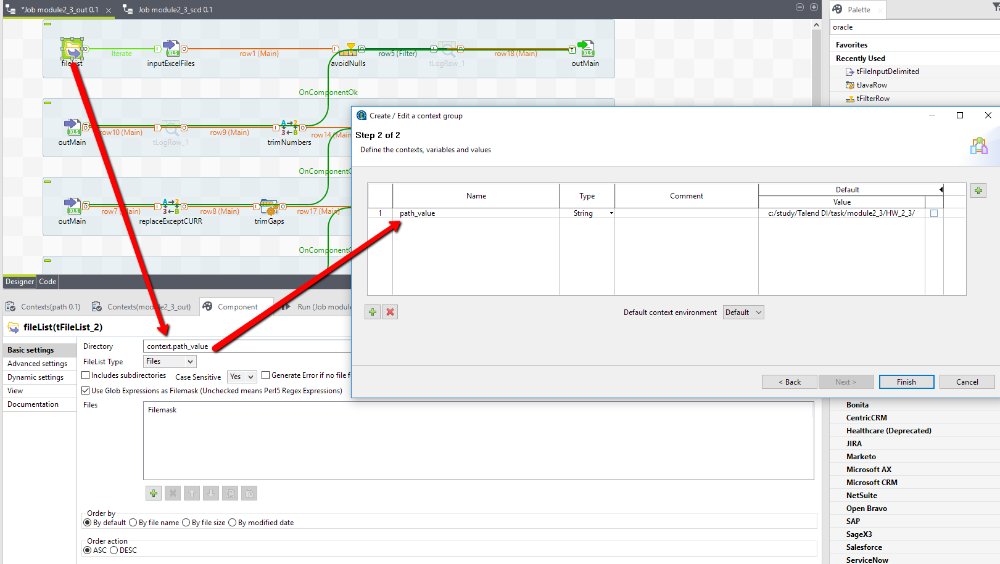 *Job module2_3_out 0.1
Job module2_3_scd 0.1
Palette
oracle
Favorites
Recently Used
tFileInputDelimited
tJavaRow
tFilterRow
fileList
Iterate
inputExcelFiles
row1 (Main)
avoidNulls
row5 (Filter)
tLogRow_1
row18 (Main)
outMain
OnComponentOk
outMain
row10 (Main)
tLogRow_1
row9 (Main)
trimNumbers
row14 (Main)
OnComponentO
outMain
row7 (Main)
replaceExceptCURR
row8 (Main)
trimGaps
row17 (Main)
OnComponentO
Create / Edit a context group
Step 2 of 2
Define the contexts, variables and values
Name
Type
Comment
Default
Value
1
path_value
String
c:/study/Talend DI/task/module2_3/HW_2_3/
Default context environment
Default
< Back
Next >
Finish
Cancel
Designer
Code
Contexts(path 0.1)
Contexts(module2_3_out)
Component
Run (Job module
fileList(tFileList_2)
Basic settings
Advanced settings
Dynamic settings
View
Documentation
Directory
context.path_value
FileList Type
Files
Includes subdirectories
Case Sensitive
Yes
Generate Error if no file f
Use Glob Expressions as Filemask (Unchecked means Perl5 Regex Expressions)
Files
Filemask
Order by
By default
By file name
By file size
By modified date
Order action
ASC
DESC
Bonita
CentricCRM
Healthcare (Deprecated)
JIRA
Marketo
Microsoft AX
Microsoft CRM
NetSuite
Open Bravo
SAP
SageX3
Salesforce
ServiceNow